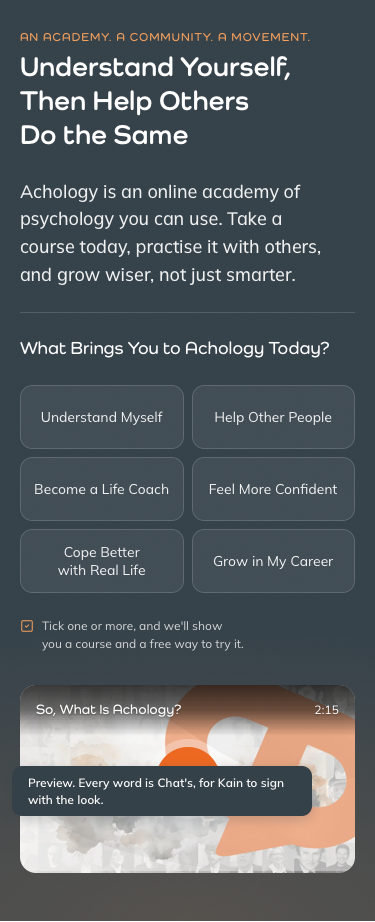 AN ACADEMY. A COMMUNITY. A MOVEMENT.
Understand Yourself,
Then Help Others
Do the Same
Achology is an online academy of
psychology you can use. Take a
course today, practise it with others,
and grow wiser, not just smarter.
What Brings You to Achology Today?
Understand Myself
Help Other People
Become a Life Coach
Feel More Confident
Cope Better
with Real Life
Grow in My Career
Tick one or more, and we'll show
you a course and a free way to try it.
So, What Is Achology?
2:15
Preview. Every word is Chat's, for Kain to sign
with the look.